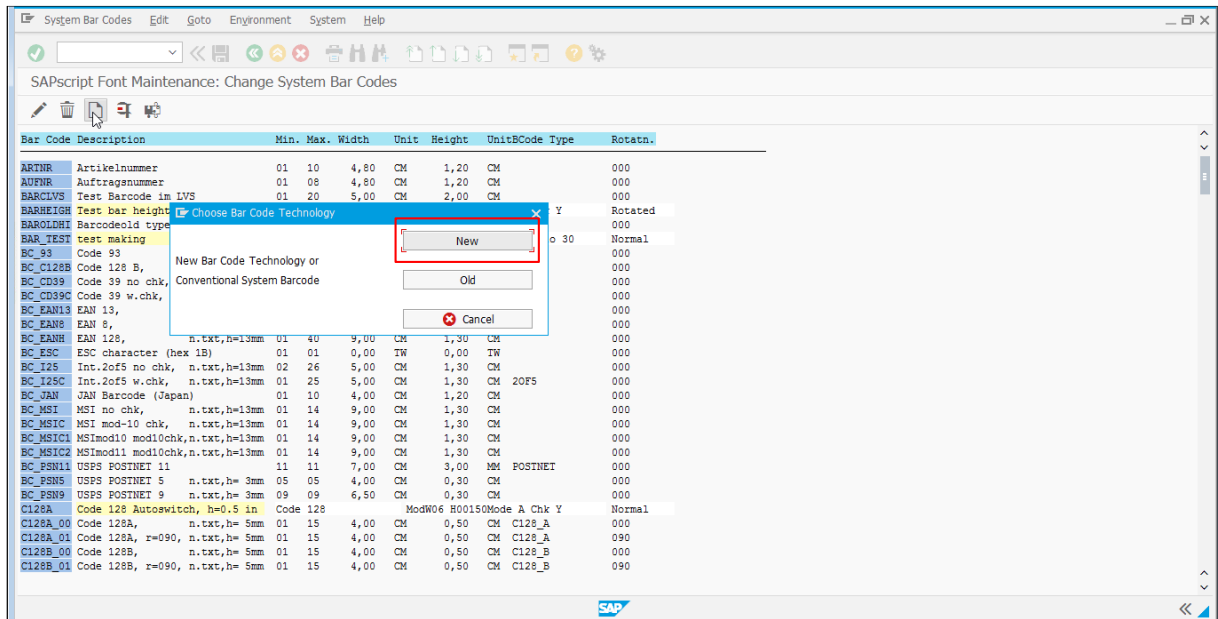 System Bar Codes Edit Goto Environment System Help
SAPscript Font Maintenance: Change System Bar Codes
Bar Code Description Min. Max. Width Unit Height UnitBCode Type Rotatn.
ARTNR Artikelnummer 01 10 4,80 CM 1,20 CM 000
AUFNR Auftragsnummer 01 08 4,80 CM 1,20 CM 000
BARCLVS Test Barcode im LVS 01 20 5,00 CM 2,00 CM 000
BARHEIGH Test bar height Y Rotated
BAROLDHI Barcodeold type 000
BAR_TEST test making o 30 Normal
BC_93 Code 93 000
BC_C128B Code 128 B, 000
BC_CD39 Code 39 no chk, 000
BC_CD39C Code 39 w.chk, 000
BC_EAN13 EAN 13, 000
BC_EAN8 EAN 8, 000
Choose Bar Code Technology
New
New Bar Code Technology or
Conventional System Barcode
Old
Cancel
BC_EANH EAN 128, n.txt,h=13mm 01 40 9,00 CM 1,30 CM 000
BC_ESC ESC character (hex 1B) 01 01 0,00 TW 0,00 TW 000
BC_I25 Int.2of5 no chk, n.txt,h=13mm 02 26 5,00 CM 1,30 CM 000
BC_I25C Int.2of5 w.chk, n.txt,h=13mm 01 25 5,00 CM 1,30 CM 2OF5 000
BC_JAN JAN Barcode (Japan) 01 10 4,00 CM 1,20 CM 000
BC_MSI MSI no chk, n.txt,h=13mm 01 14 9,00 CM 1,30 CM 000
BC_MSIC MSI mod-10 chk, n.txt,h=13mm 01 14 9,00 CM 1,30 CM 000
BC_MSIC1 MSImod10 mod10chk,n.txt,h=13mm 01 14 9,00 CM 1,30 CM 000
BC_MSIC2 MSImod11 mod10chk,n.txt,h=13mm 01 14 9,00 CM 1,30 CM 000
BC_PSN11 USPS POSTNET 11 11 11 7,00 CM 3,00 MM POSTNET 000
BC_PSN5 USPS POSTNET 5 n.txt,h= 3mm 05 05 4,00 CM 0,30 CM 000
BC_PSN9 USPS POSTNET 9 n.txt,h= 3mm 09 09 6,50 CM 0,30 CM 000
C128A Code 128 Autoswitch, h=0.5 in Code 128 ModW06 H00150Mode A Chk Y Normal
C128A_00 Code 128A, n.txt,h= 5mm 01 15 4,00 CM 0,50 CM C128_A 000
C128A_01 Code 128A, r=090, n.txt,h= 5mm 01 15 4,00 CM 0,50 CM C128_A 090
C128B_00 Code 128B, n.txt,h= 5mm 01 15 4,00 CM 0,50 CM C128_B 000
C128B_01 Code 128B, r=090, n.txt,h= 5mm 01 15 4,00 CM 0,50 CM C128_B 090
SAP